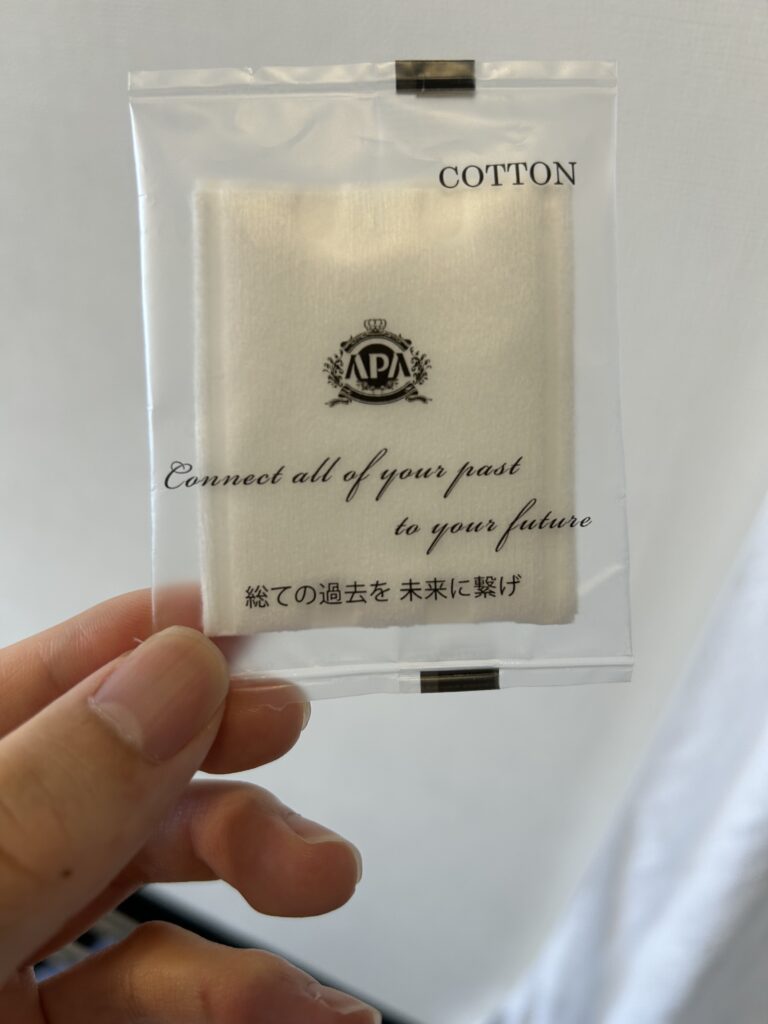 COTTON
APA
Connect all of your past
to your future
総ての過去を 未来に繋げ